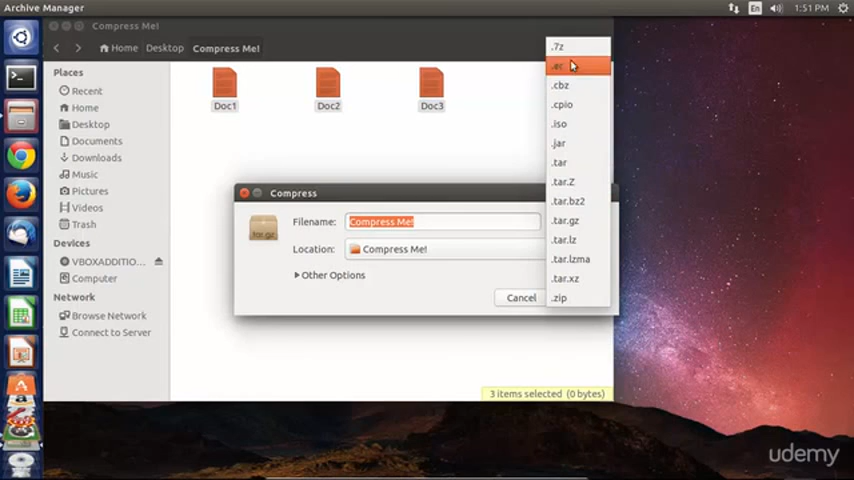 Archive Manager
En
1:51 PM
Compress Me!
Home
Desktop
Compress Me!
Places
Recent
Home
Desktop
Documents
Downloads
Music
Pictures
Videos
Trash
Devices
VBOXADDITIO...
Computer
Network
Browse Network
Connect to Server
Doc1
Doc2
Doc3
Compress
tar.gz
Filename:
Compress Me!
Location:
Compress Me!
Other Options
Cancel
.7z
.cbz
.cpio
.iso
.jar
.tar
.tar.Z
.tar.bz2
.tar.gz
.tar.lz
.tar.lzma
.tar.xz
.zip
3 items selected (0 bytes)
udemy